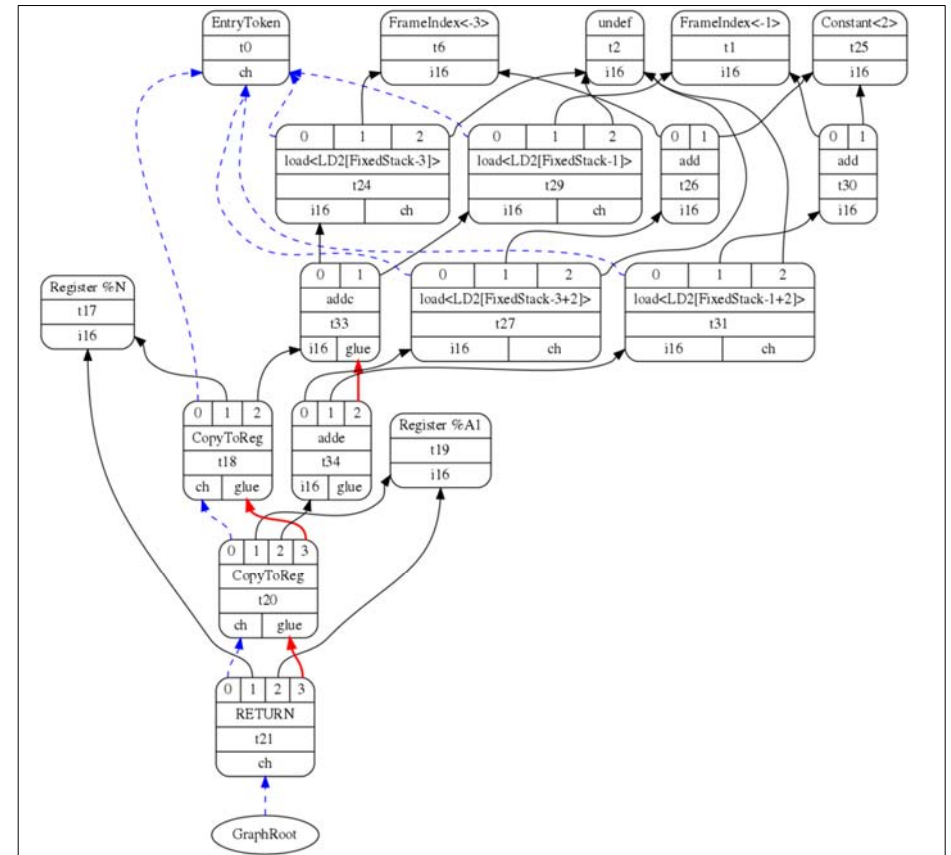 EntryToken
t0
ch
FrameIndex<-3>
t6
i16
undef
t2
i16
FrameIndex<-1>
t1
i16
Constant<2>
t25
i16
0 1 2
load<LD2[FixedStack-3]>
t24
i16 ch
0 1 2
load<LD2[FixedStack-1]>
t29
i16 ch
0 1
add
t26
i16
0 1
add
t30
i16
Register %N
t17
i16
0 1
addc
t33
i16 glue
0 1 2
load<LD2[FixedStack-3+2]>
t27
i16 ch
0 1 2
load<LD2[FixedStack-1+2]>
t31
i16 ch
0 1 2
CopyToReg
t18
ch glue
0 1 2
adde
t34
i16 glue
Register %A1
t19
i16
0 1 2 3
CopyToReg
t20
ch glue
0 1 2 3
RETURN
t21
ch
GraphRoot